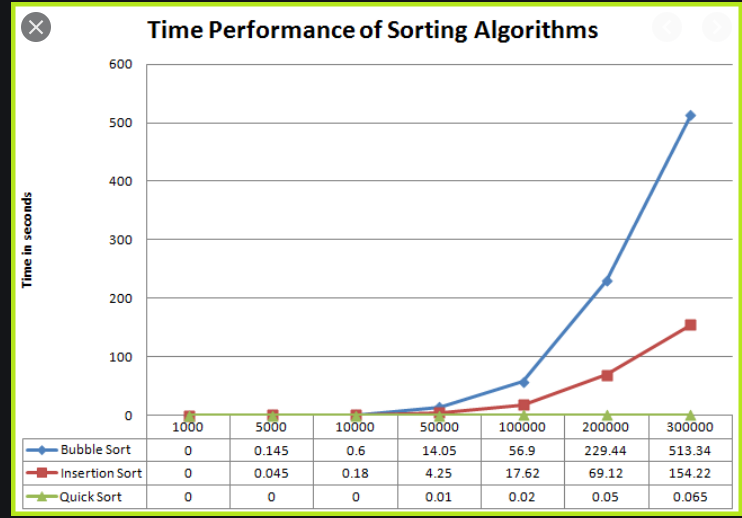 Time Performance of Sorting Algorithms
600
500
400
300
200
100
0
Time in seconds
1000 5000 10000 50000 100000 200000 300000
Bubble Sort 0 0.145 0.6 14.05 56.9 229.44 513.34
Insertion Sort 0 0.045 0.18 4.25 17.62 69.12 154.22
Quick Sort 0 0 0 0.01 0.02 0.05 0.065